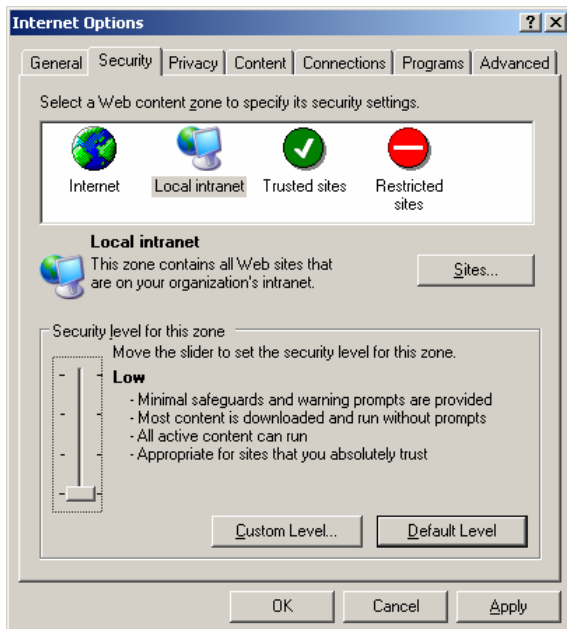 Internet Options
General Security Privacy Content Connections Programs Advanced
Select a Web content zone to specify its security settings.
Internet Local intranet Trusted sites Restricted
sites
Local intranet
This zone contains all Web sites that
are on your organization's intranet.
Sites...
Security level for this zone
Move the slider to set the security level for this zone.
Low
- Minimal safeguards and warning prompts are provided
- Most content is downloaded and run without prompts
- All active content can run
- Appropriate for sites that you absolutely trust
Custom Level... Default Level
OK Cancel Apply